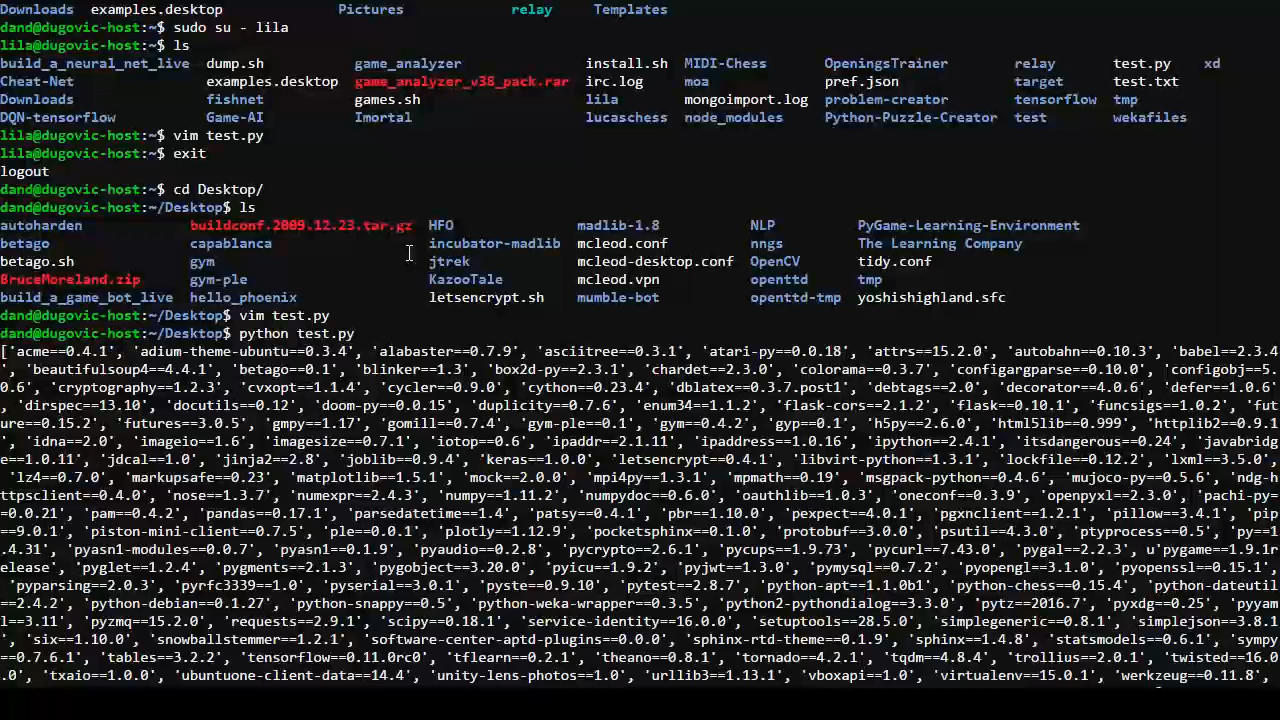 Downloads  examples.desktop               Pictures               relay      Templates
dand@dugovic-host:~$ sudo su - lila
lila@dugovic-host:~$ ls
build_a_neural_net_live  dump.sh           game_analyzer               install.sh  MIDI-Chess       OpeningsTrainer        relay       test.py    xd
Cheat-Net                examples.desktop  game_analyzer_v38_pack.rar  irc.log     moa              pref.json              target      test.txt
Downloads                fishnet           games.sh                    lila        mongoimport.log  problem-creator        tensorflow  tmp
DQN-tensorflow           Game-AI           Imortal                     lucaschess  node_modules     Python-Puzzle-Creator  test        wekafiles
lila@dugovic-host:~$ vim test.py
lila@dugovic-host:~$ exit
logout
dand@dugovic-host:~$ cd Desktop/
dand@dugovic-host:~/Desktop$ ls
autoharden             buildconf.2009.12.23.tar.gz  HFO                madlib-1.8          NLP          PyGame-Learning-Environment
betago                 capablanca                   incubator-madlib   mcleod.conf         nngs         The Learning Company
betago.sh              gym                          jtrek              mcleod-desktop.conf OpenCV       tidy.conf
BruceMoreland.zip      gym-ple                      KazooTale          mcleod.vpn          openttd      tmp
build_a_game_bot_live  hello_phoenix                letsencrypt.sh     mumble-bot          openttd-tmp  yoshishighland.sfc
dand@dugovic-host:~/Desktop$ vim test.py
dand@dugovic-host:~/Desktop$ python test.py
['acme==0.4.1', 'adium-theme-ubuntu==0.3.4', 'alabaster==0.7.9', 'asciitree==0.3.1', 'atari-py==0.0.18', 'attrs==15.2.0', 'autobahn==0.10.3', 'babel==2.3.4'
, 'beautifulsoup4==4.4.1', 'betago==0.1', 'blinker==1.3', 'box2d-py==2.3.1', 'chardet==2.3.0', 'colorama==0.3.7', 'configargparse==0.10.0', 'configobj==5.
0.6', 'cryptography==1.2.3', 'cvxopt==1.1.4', 'cycler==0.9.0', 'cython==0.23.4', 'dblatex==0.3.7.post1', 'debtags==2.0', 'decorator==4.0.6', 'defer==1.0.6'
, 'dirspec==13.10', 'docutils==0.12', 'doom-py==0.0.15', 'duplicity==0.7.6', 'enum34==1.1.2', 'flask-cors==2.1.2', 'flask==0.10.1', 'funcsigs==1.0.2', 'fut
ure==0.15.2', 'futures==3.0.5', 'gmpy==1.17', 'gomill==0.7.4', 'gym-ple==0.1', 'gym==0.4.2', 'gyp==0.1', 'h5py==2.6.0', 'html5lib==0.999', 'httplib2==0.9.1
', 'idna==2.0', 'imageio==1.6', 'imagesize==0.7.1', 'iotop==0.6', 'ipaddr==2.1.11', 'ipaddress==1.0.16', 'ipython==2.4.1', 'itsdangerous==0.24', 'javabridg
e==1.0.11', 'jdcal==1.0', 'jinja2==2.8', 'joblib==0.9.4', 'keras==1.0.0', 'letsencrypt==0.4.1', 'libvirt-python==1.3.1', 'lockfile==0.12.2', 'lxml==3.5.0',
'lz4==0.7.0', 'markupsafe==0.23', 'matplotlib==1.5.1', 'mock==2.0.0', 'mpi4py==1.3.1', 'mpmath==0.19', 'msgpack-python==0.4.6', 'mujoco-py==0.5.6', 'ndg-h
ttpsclient==0.4.0', 'nose==1.3.7', 'numexpr==2.4.3', 'numpy==1.11.2', 'numpydoc==0.6.0', 'oauthlib==1.0.3', 'oneconf==0.3.9', 'openpyxl==2.3.0', 'pachi-py=
=0.0.21', 'pam==0.4.2', 'pandas==0.17.1', 'parsedatetime==1.4', 'patsy==0.4.1', 'pbr==1.10.0', 'pexpect==4.0.1', 'pgxnclient==1.2.1', 'pillow==3.4.1', 'pip
==9.0.1', 'piston-mini-client==0.7.5', 'ple==0.0.1', 'plotly==1.12.9', 'pocketsphinx==0.1.0', 'protobuf==3.0.0', 'psutil==4.3.0', 'ptyprocess==0.5', 'py==1
.4.31', 'pyasn1-modules==0.0.7', 'pyasn1==0.1.9', 'pyaudio==0.2.8', 'pycrypto==2.6.1', 'pycups==1.9.73', 'pycurl==7.43.0', 'pygal==2.2.3', u'pygame==1.9.1r
elease', 'pyglet==1.2.4', 'pygments==2.1.3', 'pygobject==3.20.0', 'pyicu==1.9.2', 'pyjwt==1.3.0', 'pymysql==0.7.2', 'pyopengl==3.1.0', 'pyopenssl==0.15.1',
'pyparsing==2.0.3', 'pyrfc3339==1.0', 'pyserial==3.0.1', 'pyste==0.9.10', 'pytest==2.8.7', 'python-apt==1.1.0b1', 'python-chess==0.15.4', 'python-dateutil
==2.4.2', 'python-debian==0.1.27', 'python-snappy==0.5', 'python-weka-wrapper==0.3.5', 'python2-pythondialog==3.3.0', 'pytz==2016.7', 'pyxdg==0.25', 'pyyam
l==3.11', 'pyzmq==15.2.0', 'requests==2.9.1', 'scipy==0.18.1', 'service-identity==16.0.0', 'setuptools==28.5.0', 'simplegeneric==0.8.1', 'simplejson==3.8.1
', 'six==1.10.0', 'snowballstemmer==1.2.1', 'software-center-aptd-plugins==0.0.0', 'sphinx-rtd-theme==0.1.9', 'sphinx==1.4.8', 'statsmodels==0.6.1', 'sympy
==0.7.6.1', 'tables==3.2.2', 'tensorflow==0.11.0rc0', 'tflearn==0.2.1', 'theano==0.8.1', 'tornado==4.2.1', 'tqdm==4.8.4', 'trollius==2.0.1', 'twisted==16.0
.0', 'txaio==1.0.0', 'ubuntuone-client-data==14.4', 'unity-lens-photos==1.0', 'urllib3==1.13.1', 'vboxapi==1.0', 'virtualenv==15.0.1', 'werkzeug==0.11.8',